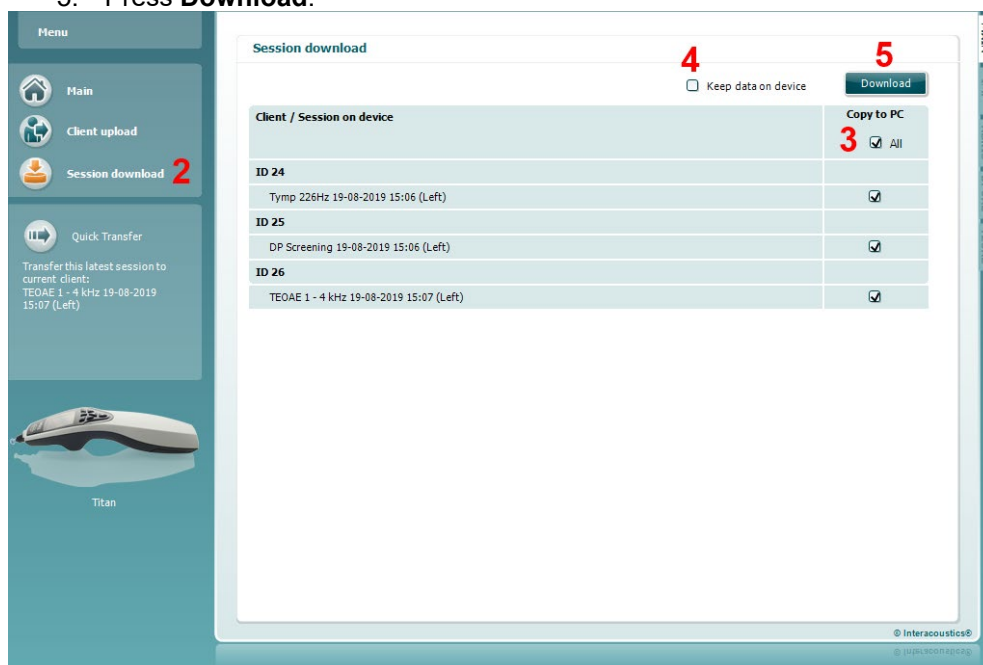 5. Press Download.
Menu
Main
Client upload
Session download 2
Quick Transfer
Transfer this latest session to
current client:
TEOAE 1 - 4 kHz 19-08-2019
15:07 (Left)
Titan
Session download
4
5
Keep data on device
Download
Client / Session on device
Copy to PC
3 All
ID 24
Tymp 226Hz 19-08-2019 15:06 (Left)
ID 25
DP Screening 19-08-2019 15:06 (Left)
ID 26
TEOAE 1 - 4 kHz 19-08-2019 15:07 (Left)
© Interacoustics®